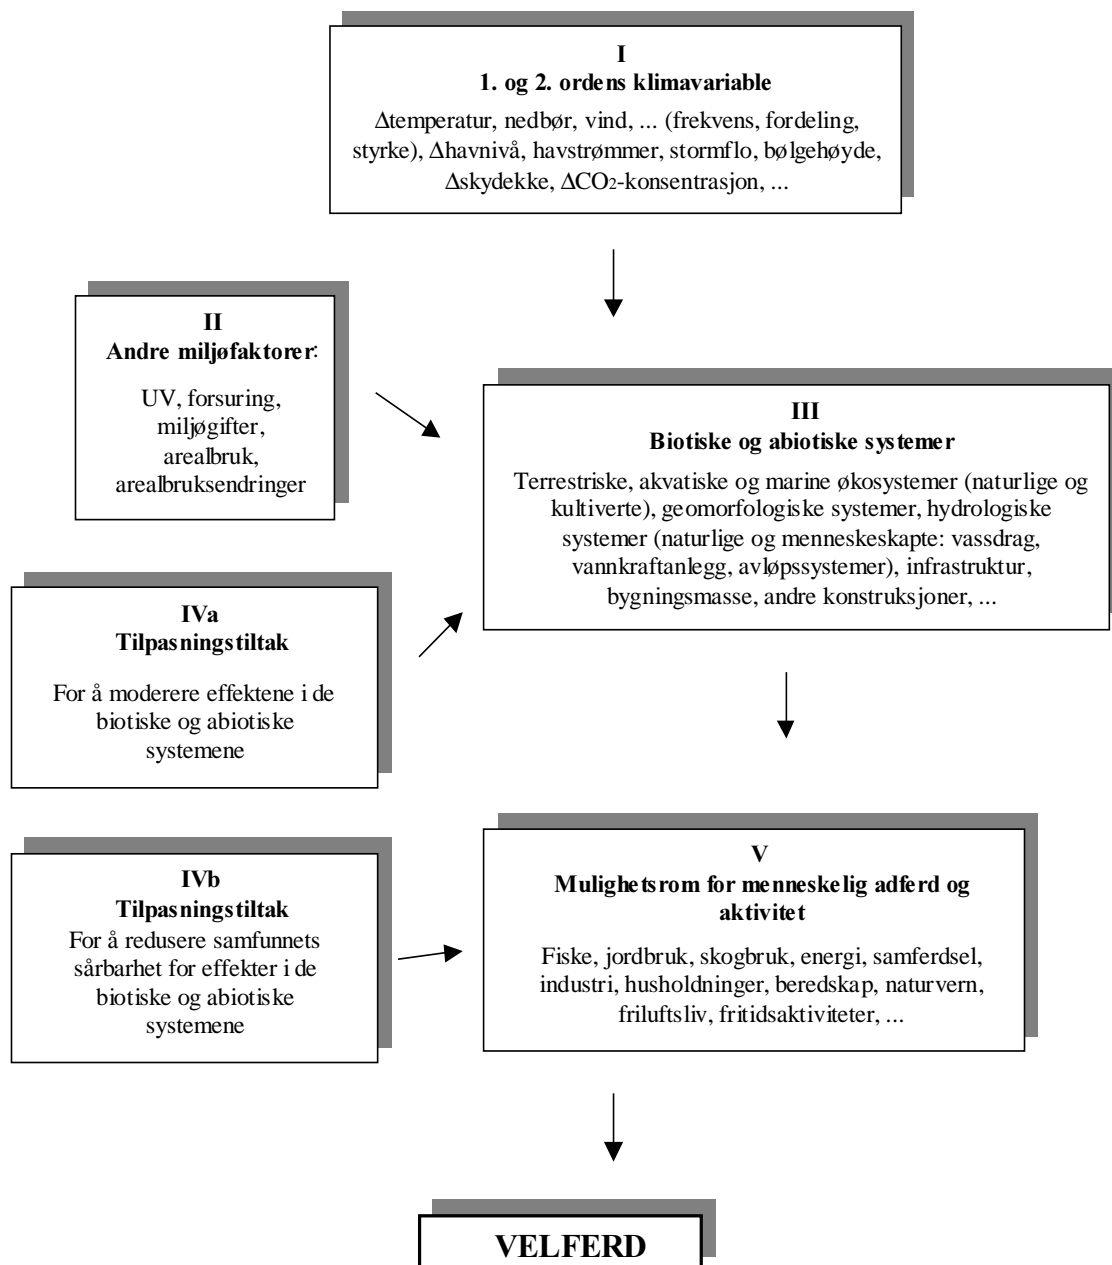 I
1. og 2. ordens klimavariable
Δtemperatur, nedbør, vind, ... (frekvens, fordeling,
styrke), Δhavnivå, havstrømmer, stormflo, bølgehøyde,
Δskydekke, ΔCO2-konsentrasjon, ...
II
Andre miljøfaktorer:
UV, forsuring,
miljøgifter,
arealbruk,
arealbruksendringer
III
Biotiske og abiotiske systemer
Terrestriske, akvatiske og marine økosystemer (naturlige og
kultiverte), geomorfologiske systemer, hydrologiske
systemer (naturlige og menneskeskapte: vassdrag,
vannkraftanlegg, avløpssystemer), infrastruktur,
bygningsmasse, andre konstruksjoner, ...
IVa
Tilpasningstiltak
For å moderere effektene i de
biotiske og abiotiske
systemene
IVb
Tilpasningstiltak
For å redusere samfunnets
sårbarhet for effekter i de
biotiske og abiotiske
systemene
V
Mulighetsrom for menneskelig adferd og
aktivitet
Fiske, jordbruk, skogbruk, energi, samferdsel,
industri, husholdninger, beredskap, naturvern,
friluftsliv, fritidsaktiviteter, ...
VELFERD